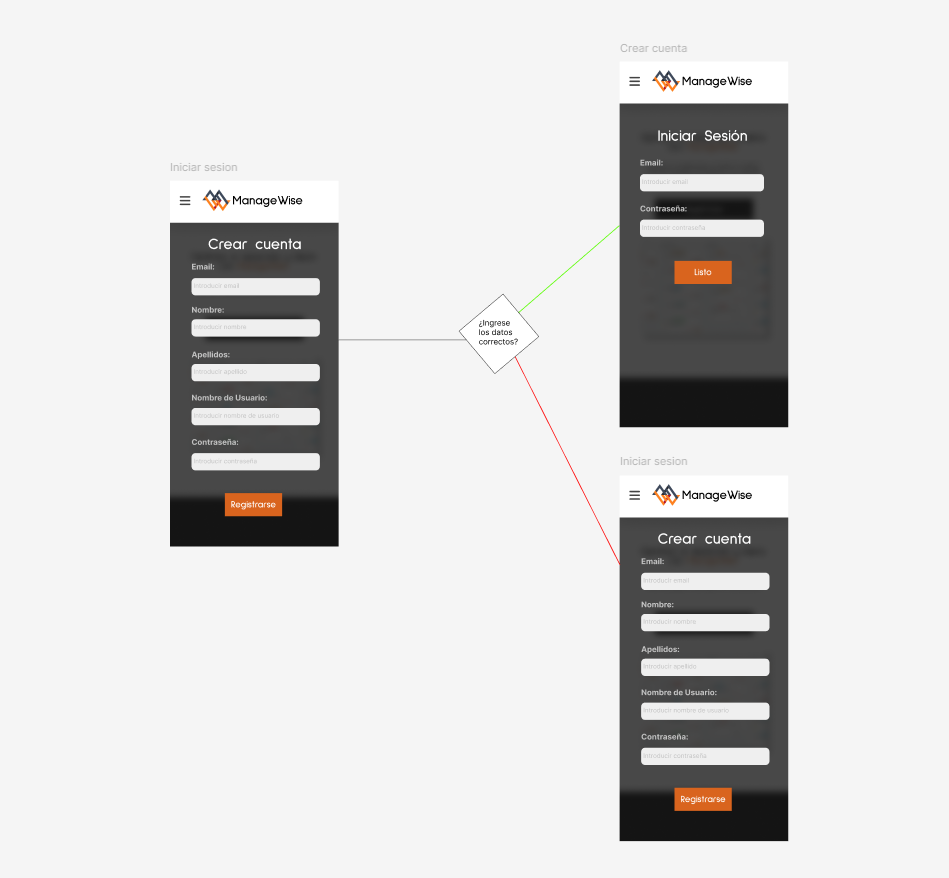 Iniciar sesion
ManageWise
Crear cuenta
Email:
Introducir email
Nombre:
Introducir nombre
Apellidos:
Introducir apellido
Nombre de Usuario:
Introducir nombre de usuario
Contraseña:
Introducir contraseña
Registrarse
¿Ingrese
los datos
correctos?
Crear cuenta
ManageWise
Iniciar Sesión
Email:
Introducir email
Contraseña:
Introducir contraseña
Listo
Iniciar sesion
ManageWise
Crear cuenta
Email:
Introducir email
Nombre:
Introducir nombre
Apellidos:
Introducir apellido
Nombre de Usuario:
Introducir nombre de usuario
Contraseña:
Introducir contraseña
Registrarse